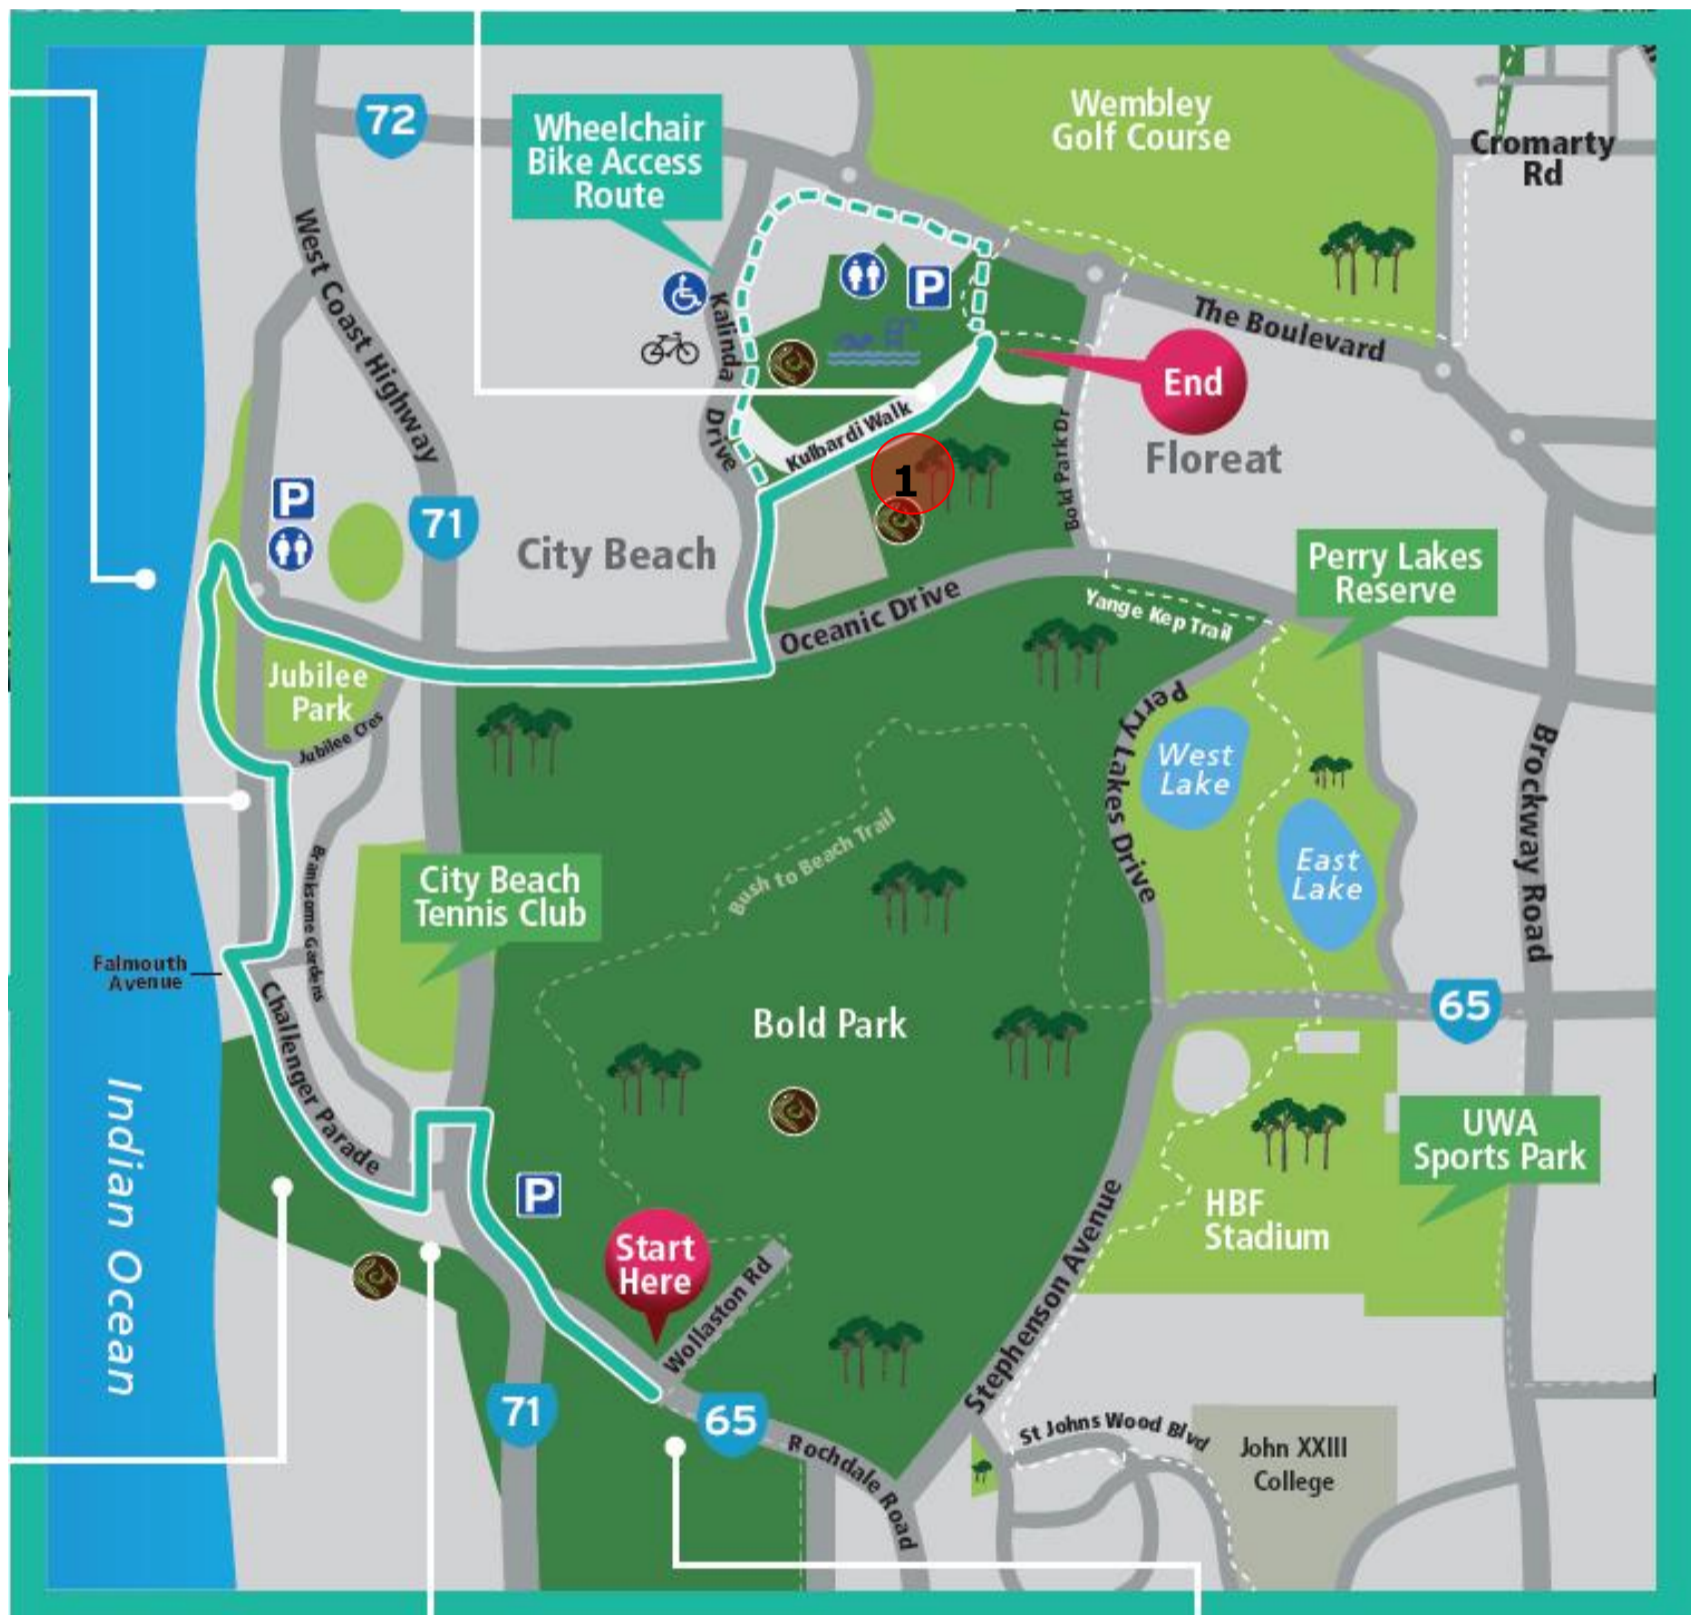 72
Wheelchair
Bike Access
Route
Wembley
Golf Course
Cromarty
Rd
West Coast Highway
Kalinda
Drive
P
The Boulevard
End
Kulbardi Walk
Bold Park Dr
Floreat
1
P
71
City Beach
Oceanic Drive
Yange Kep Trail
Perry Lakes
Reserve
Jubilee
Park
Jubilee Cres
Perry Lakes Drive
West
Lake
East
Lake
Brockway Road
Bush to Beach Trail
City Beach
Tennis Club
Branksome Gardens
Falmouth
Avenue
Challenger Parade
Bold Park
65
Indian Ocean
P
UWA
Sports Park
HBF
Stadium
Start
Here
Wollaston Rd
Stephenson Avenue
71
65
Rochdale Road
St Johns Wood Blvd
John XXIII
College